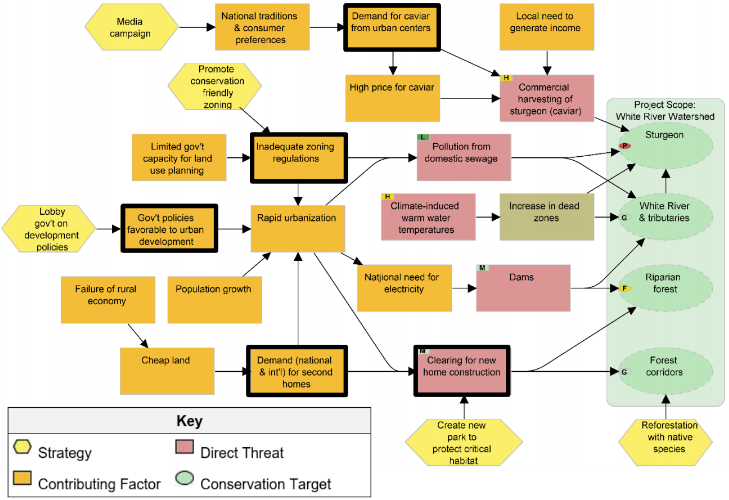 Media
campaign
National traditions
& consumer
preferences
Demand for caviar
from urban centers
Local need to
generate income
Promote
conservation
friendly
zoning
High price for caviar
H
Commercial
harvesting of
sturgeon (caviar)
Project Scope:
White River Watershed
Sturgeon
P
Limited gov't
capacity for land
use planning
Inadequate zoning
regulations
L
Pollution from
domestic sewage
Lobby
gov't on
development
policies
Gov't policies
favorable to urban
development
Rapid urbanization
H
Climate-induced
warm water
temperatures
Increase in dead
zones
G
White River
& tributaries
Failure of rural
economy
Population growth
National need for
electricity
M
Dams
F
Riparian
forest
Cheap land
Demand (national
& int'l) for second
homes
M
Clearing for new
home construction
G
Forest
corridors
Create new
park to
protect critical
habitat
Reforestation
with native
species
Key
Strategy
Direct Threat
Contributing Factor
Conservation Target